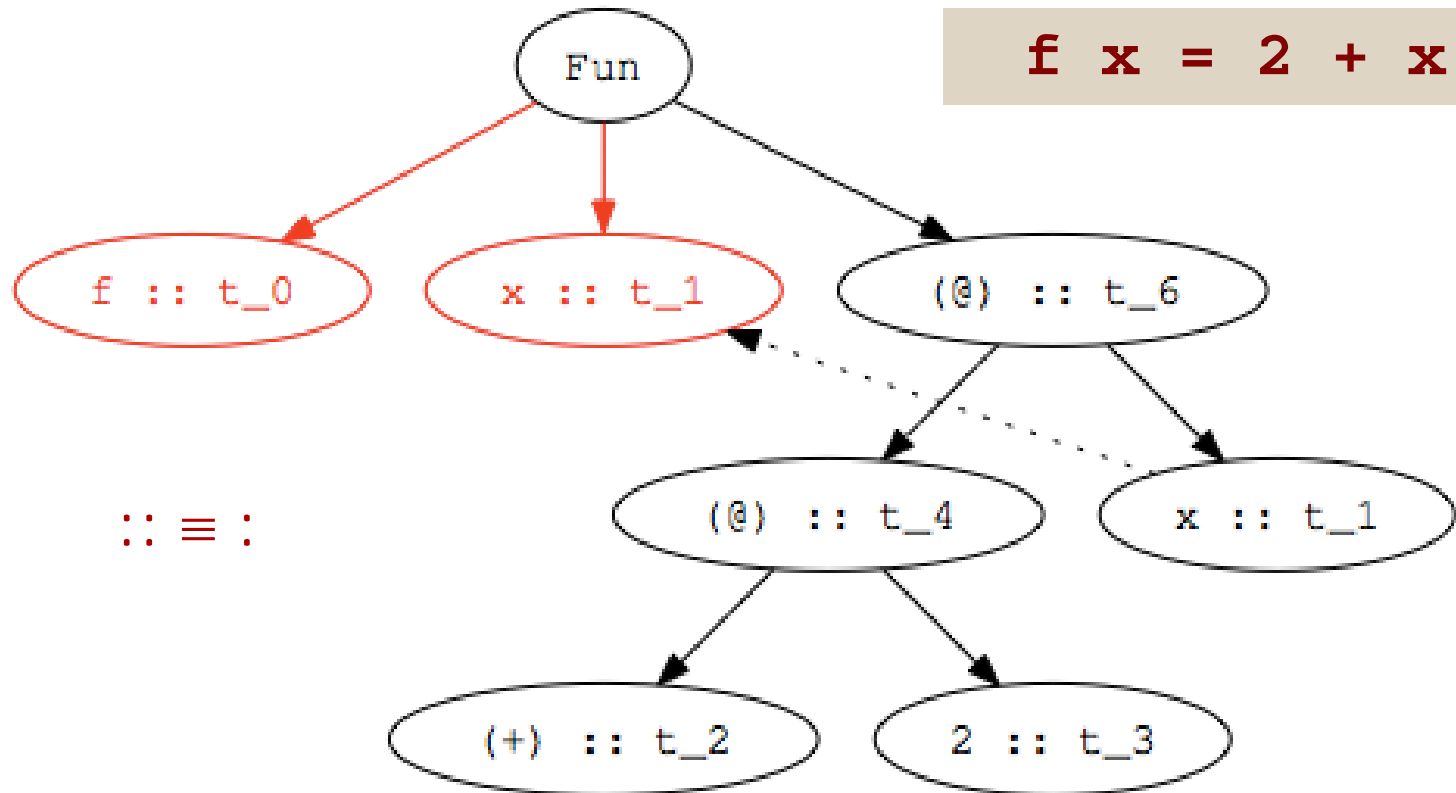 Fun
f x = 2 + x
f :: t_0
x :: t_1
(@) :: t_6
:: ≡ :
(@) :: t_4
x :: t_1
(+) :: t_2
2 :: t_3